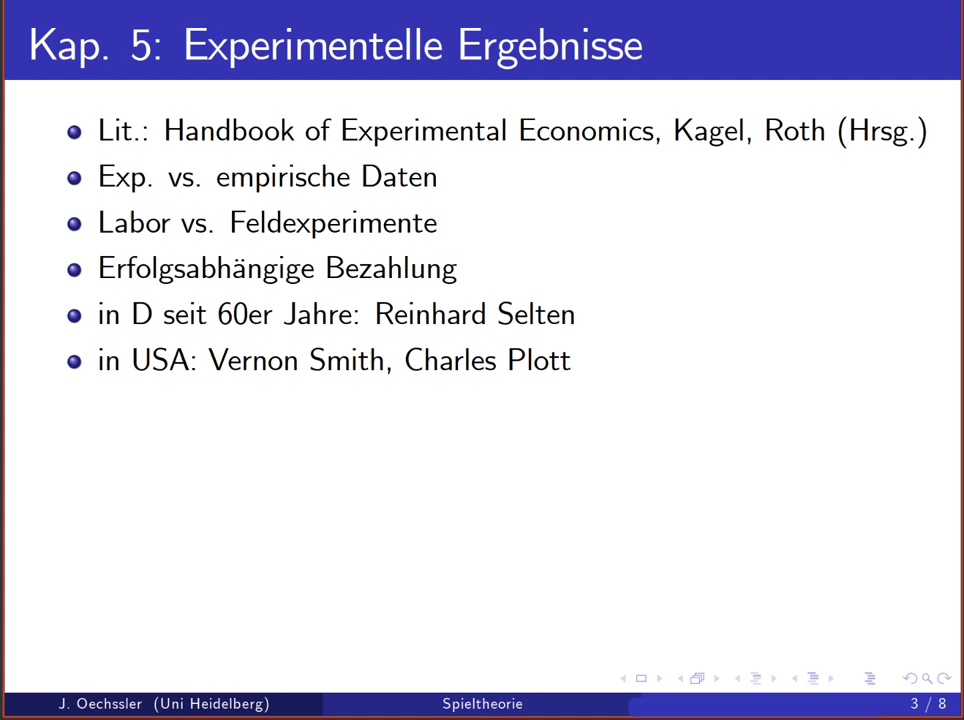 Kap. 5: Experimentelle Ergebnisse
Lit.: Handbook of Experimental Economics, Kagel, Roth (Hrsg.)
Exp. vs. empirische Daten
Labor vs. Feldexperimente
Erfolgsabhängige Bezahlung
in D seit 60er Jahre: Reinhard Selten
in USA: Vernon Smith, Charles Plott
J. Oechssler (Uni Heidelberg) Spieltheorie 3 / 8